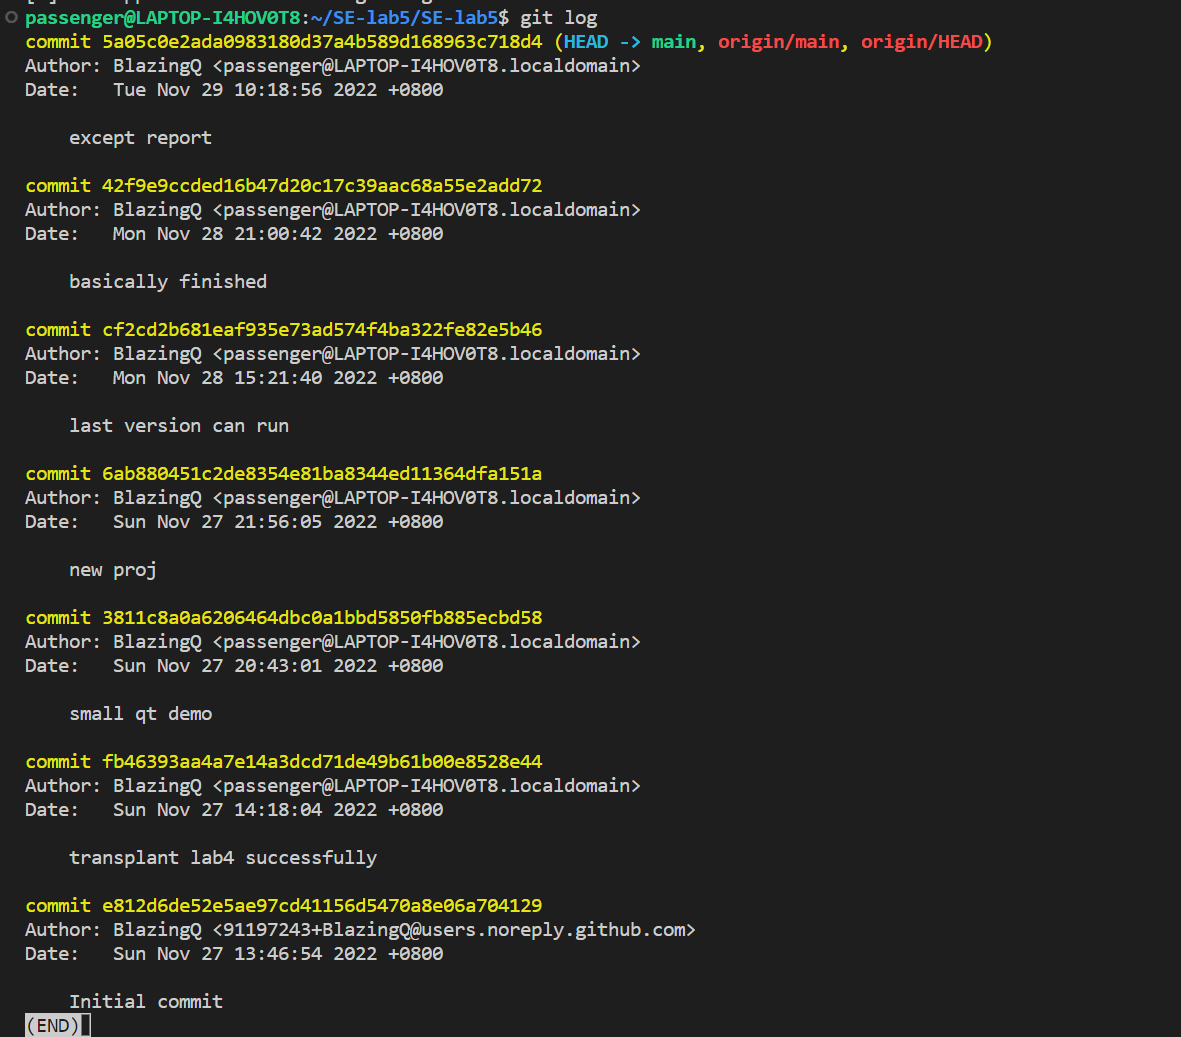 passenger@LAPTOP-I4HOV0T8:~/SE-lab5/SE-lab5$ git log
commit 5a05c0e2ada0983180d37a4b589d168963c718d4 (HEAD -> main, origin/main, origin/HEAD)
Author: BlazingQ <passenger@LAPTOP-I4HOV0T8.localdomain>
Date:   Tue Nov 29 10:18:56 2022 +0800

    except report

commit 42f9e9ccded16b47d20c17c39aac68a55e2add72
Author: BlazingQ <passenger@LAPTOP-I4HOV0T8.localdomain>
Date:   Mon Nov 28 21:00:42 2022 +0800

    basically finished

commit cf2cd2b681eaf935e73ad574f4ba322fe82e5b46
Author: BlazingQ <passenger@LAPTOP-I4HOV0T8.localdomain>
Date:   Mon Nov 28 15:21:40 2022 +0800

    last version can run

commit 6ab880451c2de8354e81ba8344ed11364dfa151a
Author: BlazingQ <passenger@LAPTOP-I4HOV0T8.localdomain>
Date:   Sun Nov 27 21:56:05 2022 +0800

    new proj

commit 3811c8a0a6206464dbc0a1bbd5850fb885ecbd58
Author: BlazingQ <passenger@LAPTOP-I4HOV0T8.localdomain>
Date:   Sun Nov 27 20:43:01 2022 +0800

    small qt demo

commit fb46393aa4a7e14a3dcd71de49b61b00e8528e44
Author: BlazingQ <passenger@LAPTOP-I4HOV0T8.localdomain>
Date:   Sun Nov 27 14:18:04 2022 +0800

    transplant lab4 successfully

commit e812d6de52e5ae97cd41156d5470a8e06a704129
Author: BlazingQ <91197243+BlazingQ@users.noreply.github.com>
Date:   Sun Nov 27 13:46:54 2022 +0800

    Initial commit
(END)